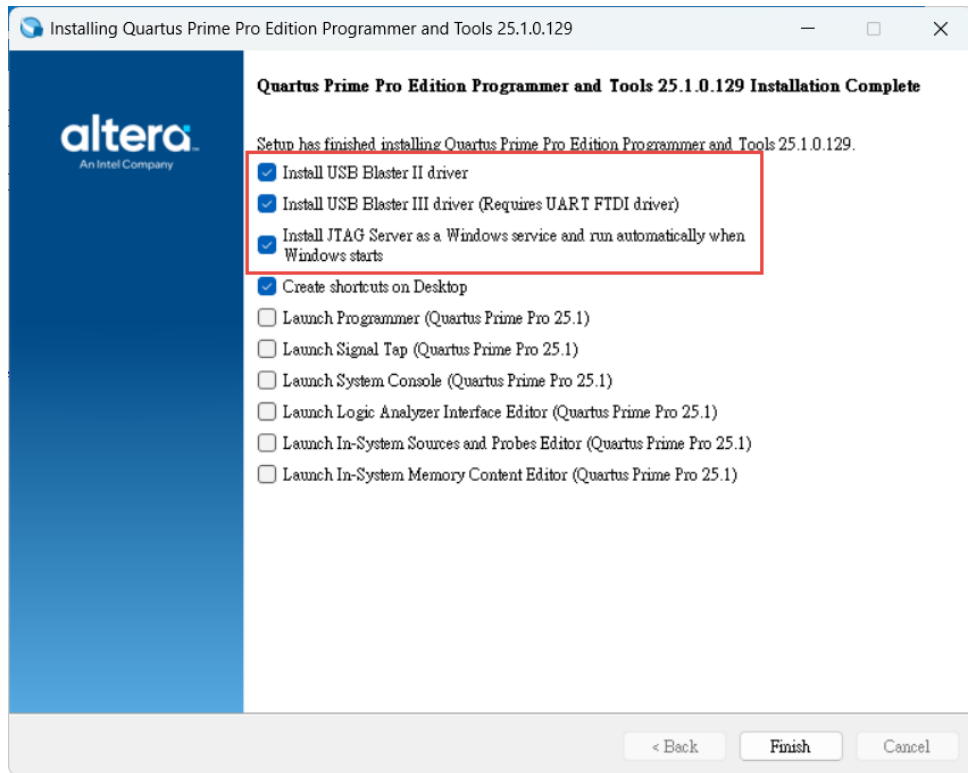 Installing Quartus Prime Pro Edition Programmer and Tools 25.1.0.129
altera
An Intel Company
Quartus Prime Pro Edition Programmer and Tools 25.1.0.129 Installation Complete
Setup has finished installing Quartus Prime Pro Edition Programmer and Tools 25.1.0.129.
Install USB Blaster II driver
Install USB Blaster III driver (Requires UART FTDI driver)
Install JTAG Server as a Windows service and run automatically when
Windows starts
Create shortcuts on Desktop
Launch Programmer (Quartus Prime Pro 25.1)
Launch Signal Tap (Quartus Prime Pro 25.1)
Launch System Console (Quartus Prime Pro 25.1)
Launch Logic Analyzer Interface Editor (Quartus Prime Pro 25.1)
Launch In-System Sources and Probes Editor (Quartus Prime Pro 25.1)
Launch In-System Memory Content Editor (Quartus Prime Pro 25.1)
< Back
Finish
Cancel